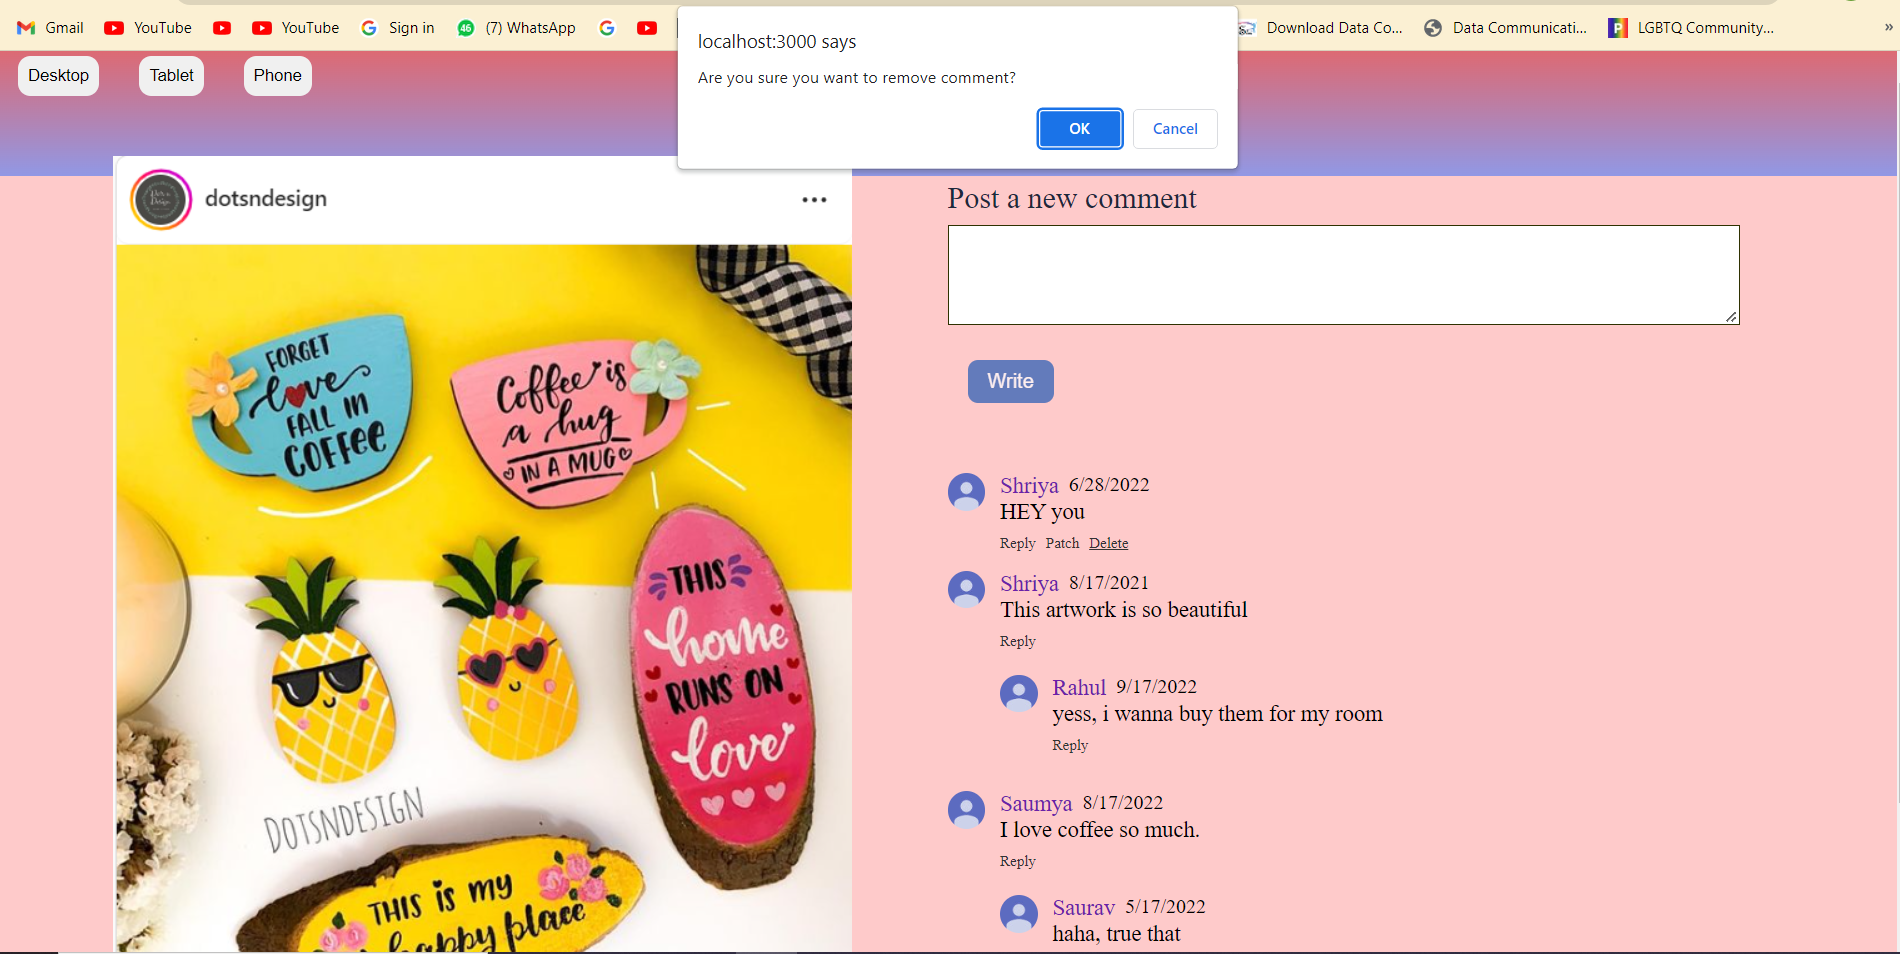 Gmail YouTube YouTube Sign in 46 (7) WhatsApp Download Data Co... Data Communicati... P LGBTQ Community... »
localhost:3000 says
Are you sure you want to remove comment?
OK Cancel
Desktop Tablet Phone
dotsndesign
FORGET
love
FALL IN
COFFEE
Coffee is
a hug
IN A MUG
THIS
home
RUNS ON
love
DOTSNDESIGN
THIS IS MY
happy place
Post a new comment
Write
Shriya 6/28/2022
HEY you
Reply Patch Delete
Shriya 8/17/2021
This artwork is so beautiful
Reply
Rahul 9/17/2022
yess, i wanna buy them for my room
Reply
Saumya 8/17/2022
I love coffee so much.
Reply
Saurav 5/17/2022
haha, true that